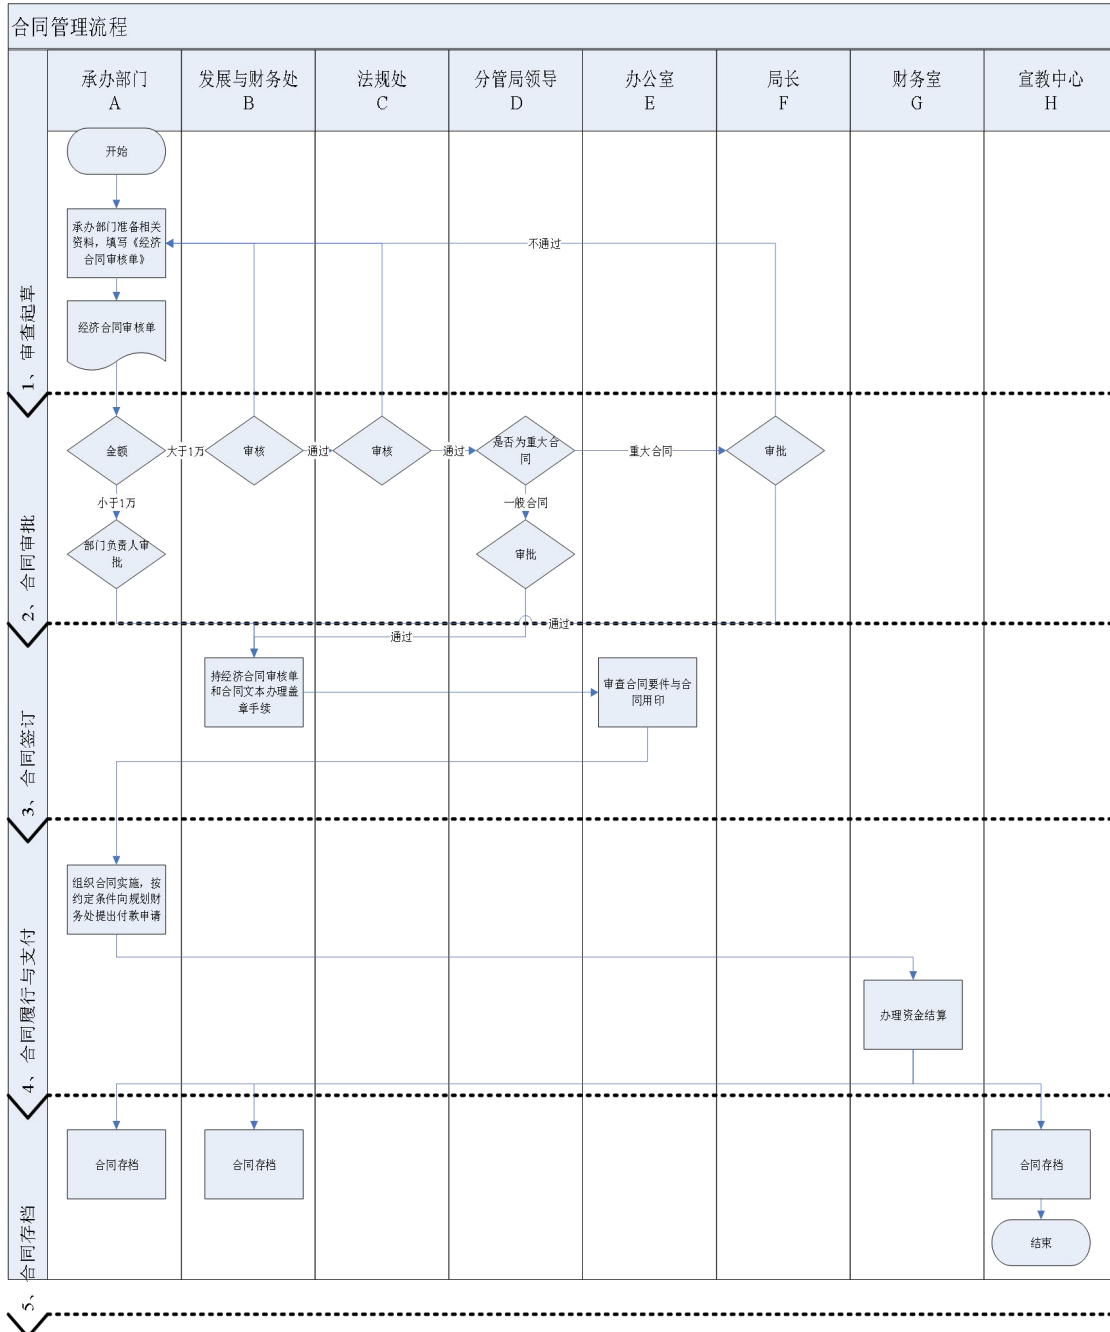 合同管理流程
承办部门
A
发展与财务处
B
法规处
C
分管局领导
D
办公室
E
局长
F
财务室
G
宣教中心
H
1、审查起草
开始
承办部门准备相关
资料，填写《经济
合同审核单》
不通过
经济合同审核单
2、合同审批
金额
大于1万
审核
通过
审核
通过
是否为重大合
同
重大合同
审批
小于1万
一般合同
部门负责人审
批
审批
通过
通过
3、合同签订
持经济合同审核单
和合同文本办理盖
章手续
审查合同要件与合
同用印
4、合同履行与支付
组织合同实施，按
约定条件向规划财
务处提出付款申请
办理资金结算
5、合同存档
合同存档
合同存档
合同存档
结束